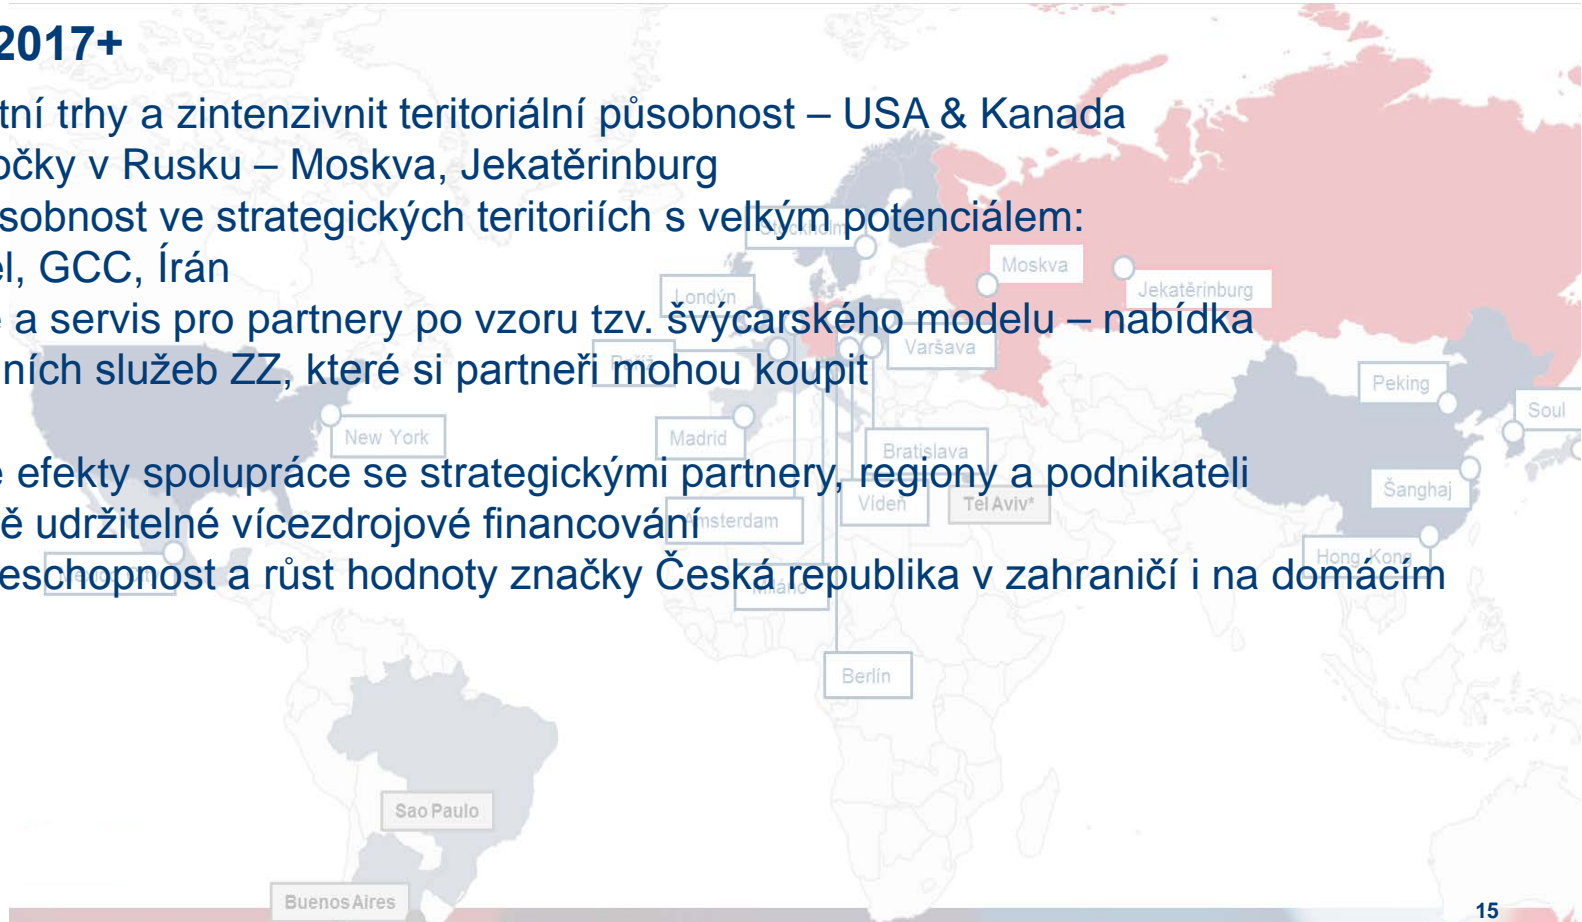 2017+
tní trhy a zintenzivnit teritoriální působnost – USA & Kanada
očky v Rusku – Moskva, Jekatěrinburg
sobnost ve strategických teritoriích s velkým potenciálem:
el, GCC, Írán
e a servis pro partnery po vzoru tzv. švýcarského modelu – nabídka
ních služeb ZZ, které si partneři mohou koupit
e efekty spolupráce se strategickými partnery, regiony a podnikateli
ě udržitelné vícezdrojové financování
eschopnost a růst hodnoty značky Česká republika v zahraničí i na domácím
Stockholm
Moskva
Jekatěrinburg
Londýn
Varšava
Peking
Soul
New York
Madrid
Bratislava
Šanghaj
Vídeň
Tel Aviv*
Amsterdam
Hong Kong
Miláno
Berlín
Sao Paulo
Buenos Aires
15